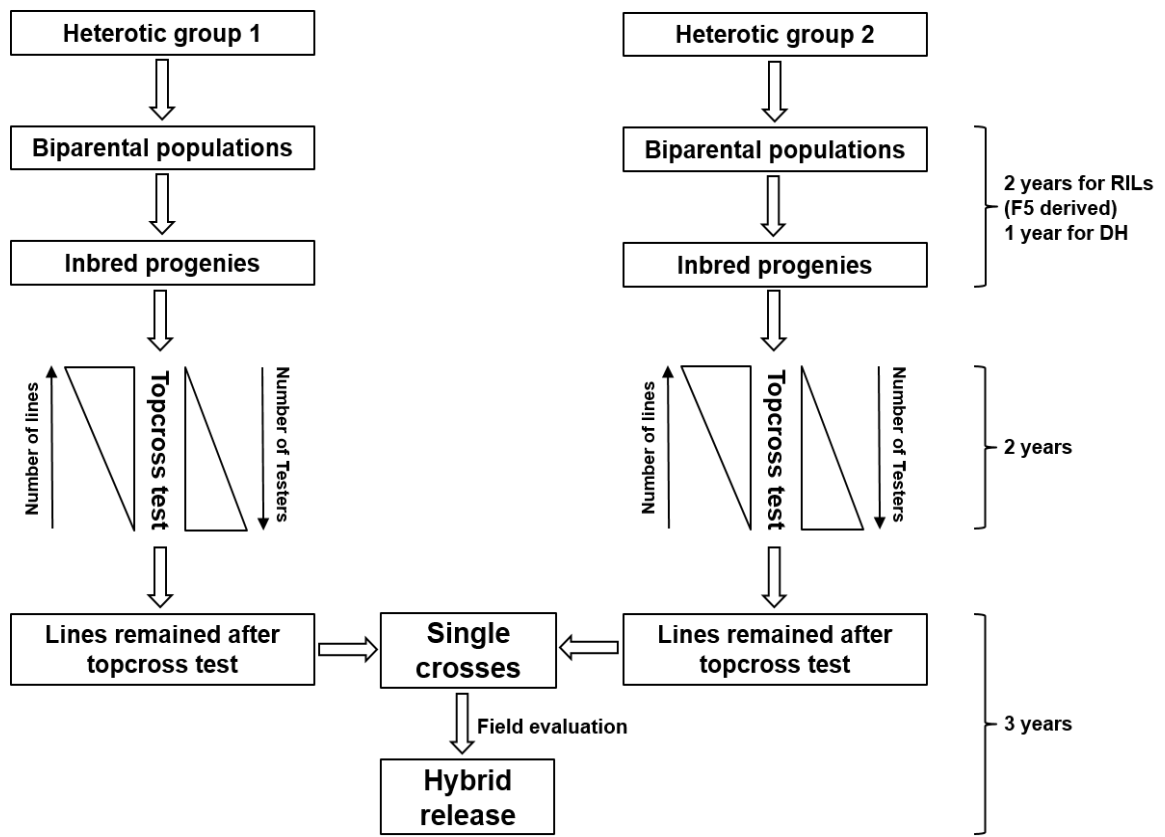 Heterotic group 1
Heterotic group 2
Biparental populations
Biparental populations
2 years for RILs
(F5 derived)
1 year for DH
Inbred progenies
Inbred progenies
Number of lines
Topcross test
Number of Testers
Number of lines
Topcross test
Number of Testers
2 years
Lines remained after
topcross test
Single
crosses
Lines remained after
topcross test
Field evaluation
3 years
Hybrid
release